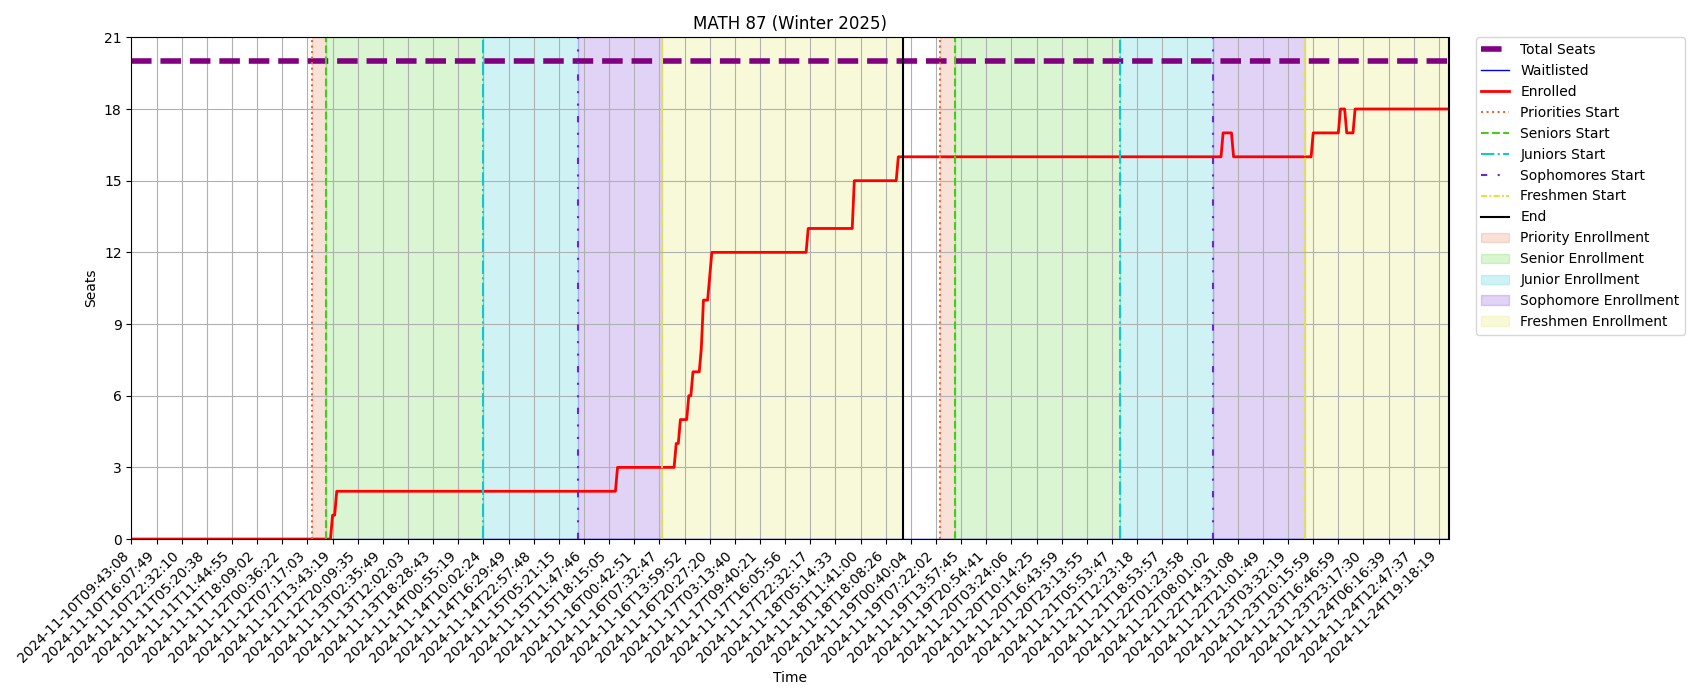 MATH 87 (Winter 2025)
21
18
15
12
9
6
3
0
Seats
2024-11-10T09:43:08
2024-11-10T16:07:49
2024-11-10T22:32:10
2024-11-11T05:20:38
2024-11-11T11:44:55
2024-11-11T18:09:02
2024-11-12T00:36:22
2024-11-12T07:17:03
2024-11-12T13:43:19
2024-11-12T20:09:35
2024-11-13T02:35:49
2024-11-13T12:02:03
2024-11-13T18:28:43
2024-11-14T00:55:19
2024-11-14T10:02:24
2024-11-14T16:29:49
2024-11-14T22:57:48
2024-11-15T05:21:15
2024-11-15T11:47:46
2024-11-15T18:15:05
2024-11-16T00:42:51
2024-11-16T07:32:47
2024-11-16T13:59:52
2024-11-16T20:27:20
2024-11-17T03:13:40
2024-11-17T09:40:21
2024-11-17T16:05:56
2024-11-17T22:32:17
2024-11-18T05:14:33
2024-11-18T11:41:00
2024-11-18T18:08:26
2024-11-19T00:40:04
2024-11-19T07:22:02
2024-11-19T13:57:45
2024-11-19T20:54:41
2024-11-20T03:24:06
2024-11-20T10:14:25
2024-11-20T16:43:59
2024-11-20T23:13:55
2024-11-21T05:53:47
2024-11-21T12:23:18
2024-11-21T18:53:57
2024-11-22T01:23:58
2024-11-22T08:01:02
2024-11-22T14:31:08
2024-11-22T21:01:49
2024-11-23T03:32:19
2024-11-23T10:15:59
2024-11-23T16:46:59
2024-11-23T23:17:30
2024-11-24T06:16:39
2024-11-24T12:47:37
2024-11-24T19:18:19
Time
Total Seats
Waitlisted
Enrolled
Priorities Start
Seniors Start
Juniors Start
Sophomores Start
Freshmen Start
End
Priority Enrollment
Senior Enrollment
Junior Enrollment
Sophomore Enrollment
Freshmen Enrollment